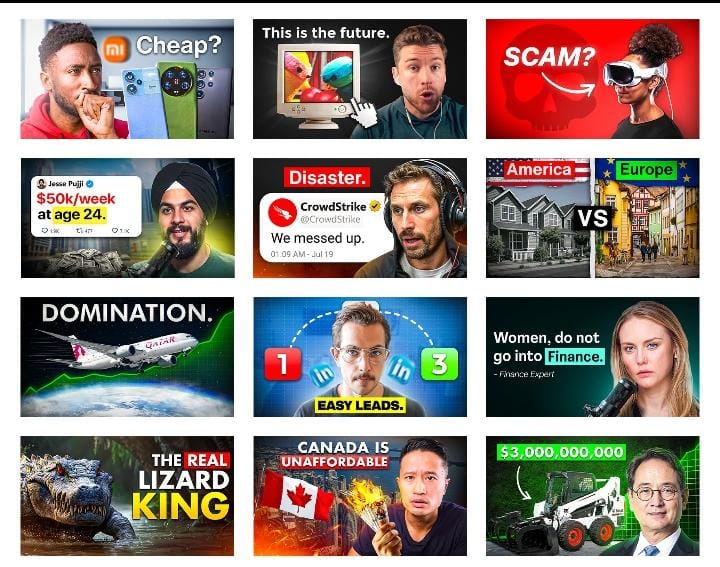 mi
Cheap?
This is the future.
SCAM?
Jesse Pujji
$50k/week
at age 24.
Disaster.
CrowdStrike
@CrowdStrike
We messed up.
01:09 AM - Jul 19
America
VS
Europe
DOMINATION.
QATAR
1
in
in
3
EASY LEADS.
Women, do not
go into Finance.
- Finance Expert
THE REAL
LIZARD
KING
CANADA IS
UNAFFORDABLE
$3,000,000,000